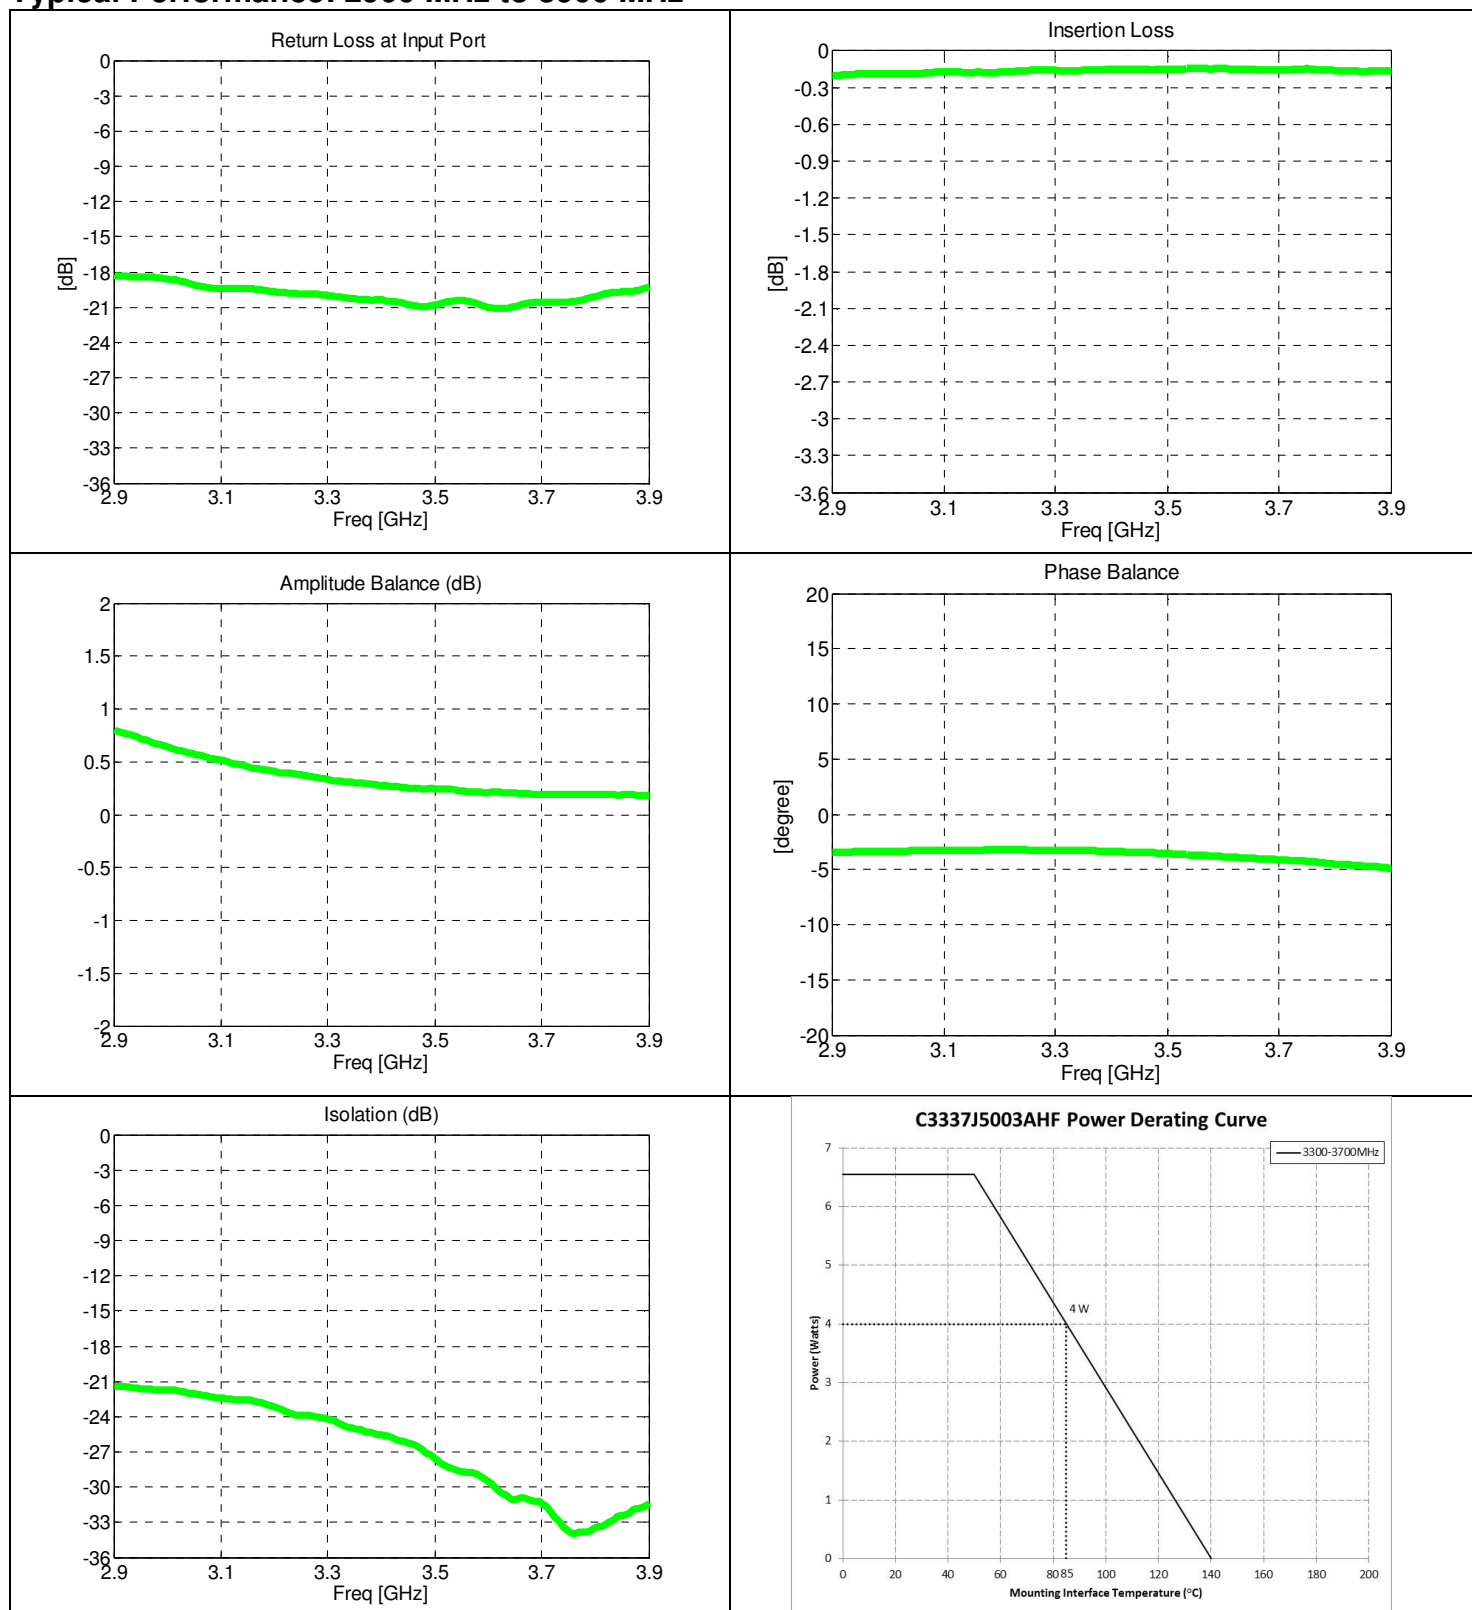 Return Loss at Input Port
0
-3
-6
-9
-12
-15
-18
-21
-24
-27
-30
-33
-36
[dB]
2.9 3.1 3.3 3.5 3.7 3.9
Freq [GHz]
Insertion Loss
0
-0.3
-0.6
-0.9
-1.2
-1.5
-1.8
-2.1
-2.4
-2.7
-3
-3.3
-3.6
[dB]
2.9 3.1 3.3 3.5 3.7 3.9
Freq [GHz]
Amplitude Balance (dB)
2
1.5
1
0.5
0
-0.5
-1
-1.5
-2
2.9 3.1 3.3 3.5 3.7 3.9
Freq [GHz]
Phase Balance
20
15
10
5
0
-5
-10
-15
-20
[degree]
2.9 3.1 3.3 3.5 3.7 3.9
Freq [GHz]
Isolation (dB)
0
-3
-6
-9
-12
-15
-18
-21
-24
-27
-30
-33
-36
2.9 3.1 3.3 3.5 3.7 3.9
Freq [GHz]
C3337J5003AHF Power Derating Curve
3300-3700MHz
7
6
5
4
3
2
1
0
Power (Watts)
4 W
0 20 40 60 80 85 100 120 140 160 180 200
Mounting Interface Temperature (°C)